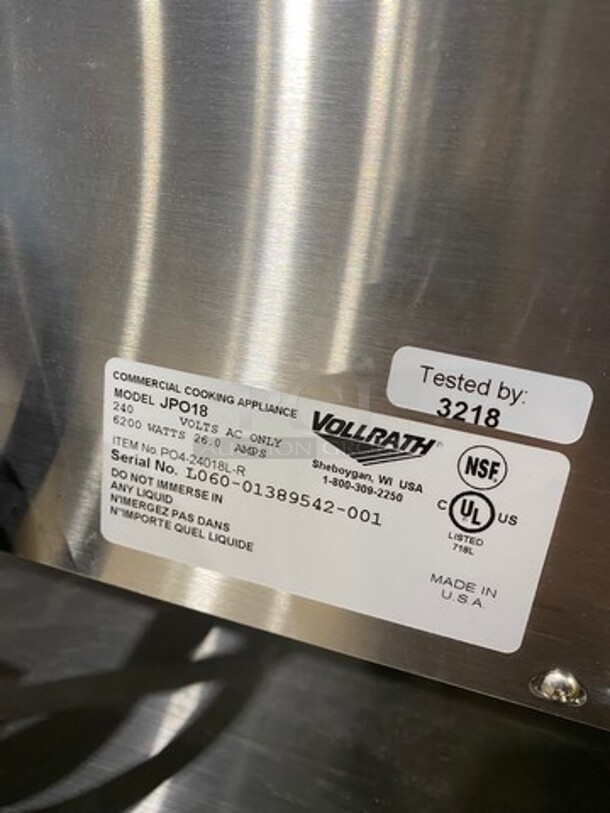 COMMERCIAL COOKING APPLIANCE
MODEL JPO18
240 VOLTS AC ONLY
6200 WATTS 26.0 AMPS
ITEM No PO4-24018L-R
Serial No. L060-01389542-001
DO NOT IMMERSE IN
ANY LIQUID
N'IMERGEZ PAS DANS
N"IMPORTE QUEL LIQUIDE
VOLLRATH®
Sheboygan, WI USA
1-800-309-2250
NSF
C UL US
LISTED
718L
MADE IN
U.S.A.
Tested by:
3218